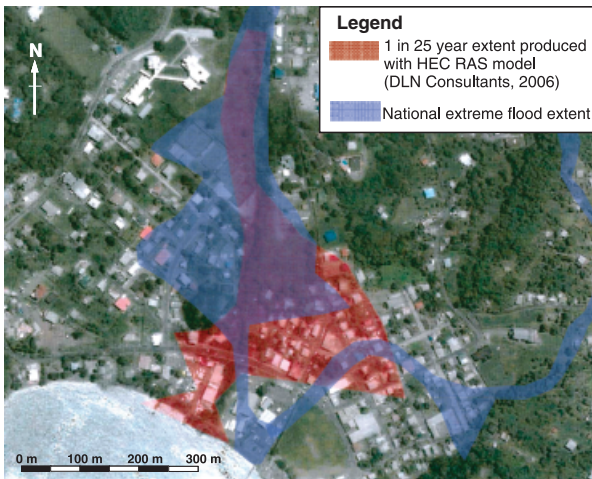 N
Legend
1 in 25 year extent produced
with HEC RAS model
(DLN Consultants, 2006)
National extreme flood extent
0 m 100 m 200 m 300 m